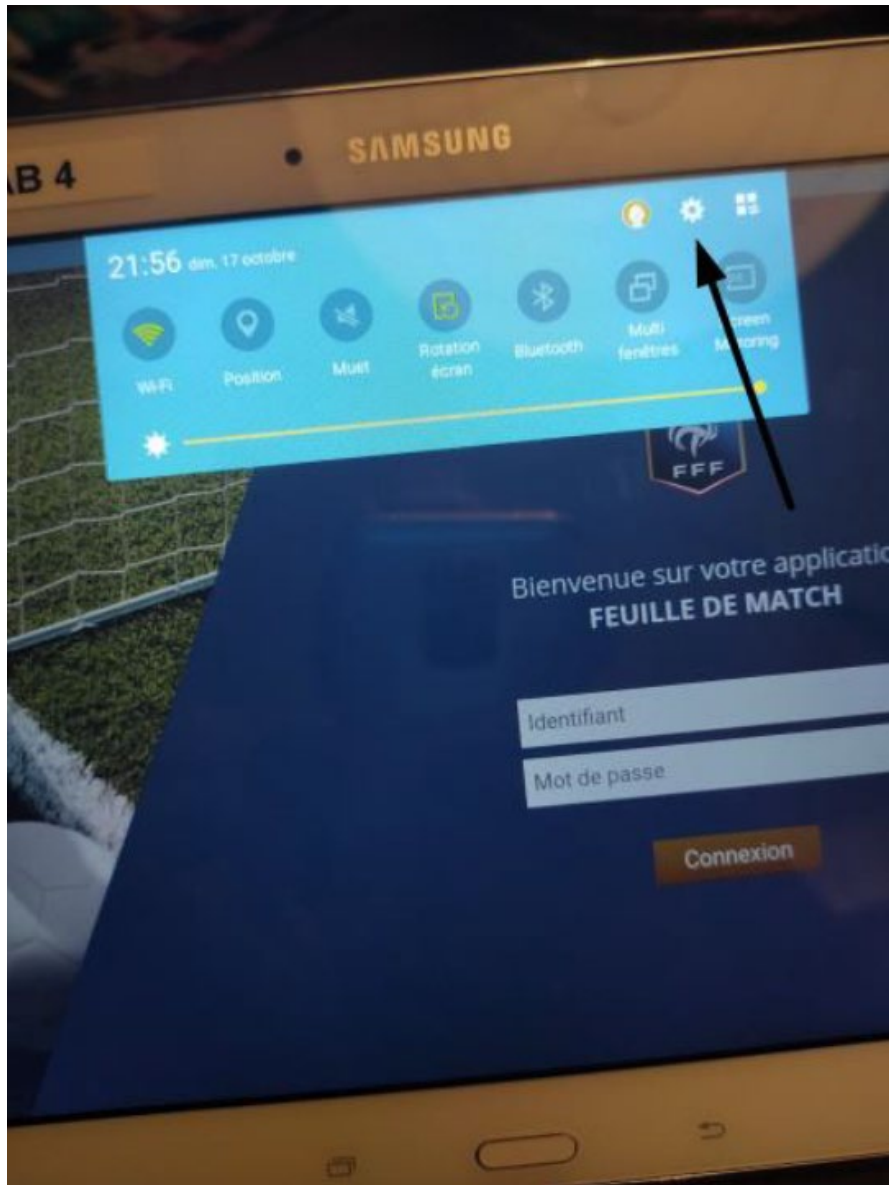 SAMSUNG
AB 4
21:56 dim. 17 octobre
Wi-Fi
Position
Muet
Rotation écran
Bluetooth
Multi fenêtres
Screen Mirroring
FFF
Bienvenue sur votre applicatio
FEUILLE DE MATCH
Identifiant
Mot de passe
Connexion